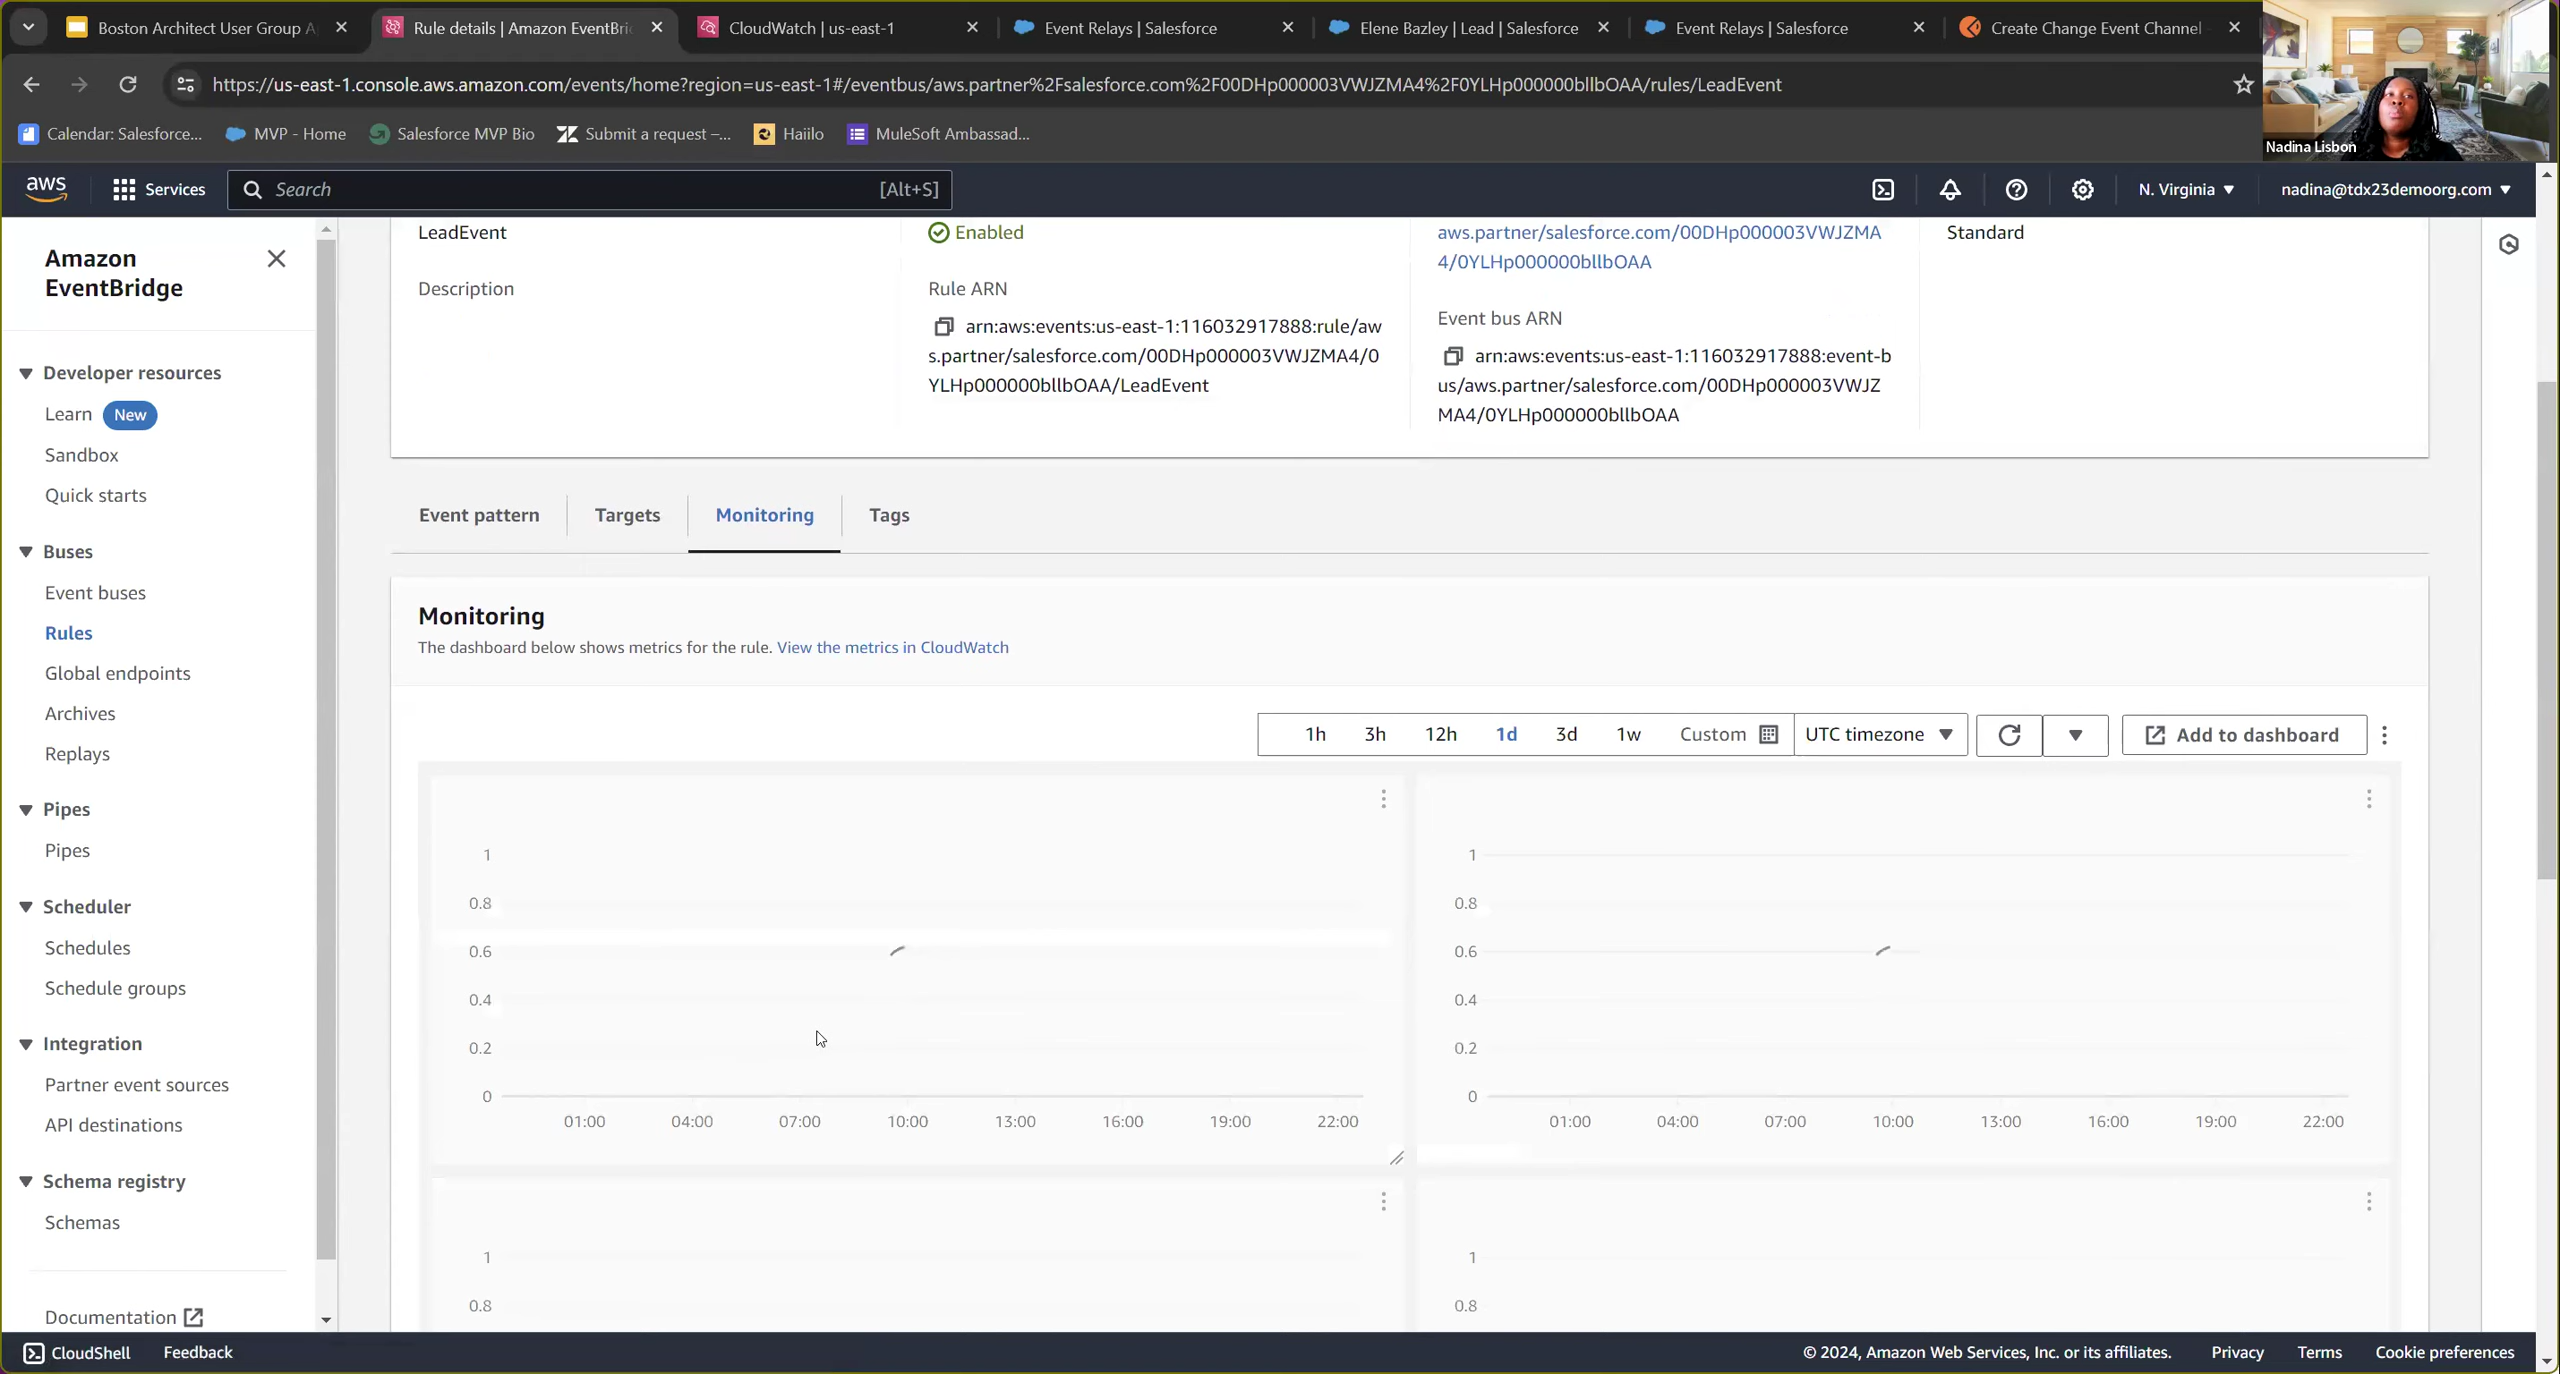 Boston Architect User Group A
Rule details | Amazon EventBri
CloudWatch | us-east-1
Event Relays | Salesforce
Elene Bazley | Lead | Salesforce
Event Relays | Salesforce
Create Change Event Channel
https://us-east-1.console.aws.amazon.com/events/home?region=us-east-1#/eventbus/aws.partner%2Fsalesforce.com%2F00DHp000003VWJZMA4%2F0YLHp000000bllbOAA/rules/LeadEvent
Calendar: Salesforce...
MVP - Home
Salesforce MVP Bio
Submit a request –...
Haiilo
MuleSoft Ambassad...
Nadina Lisbon
aws
Services
Search
[Alt+S]
N. Virginia
nadina@tdx23demoorg.com
Amazon
EventBridge
Developer resources
Learn New
Sandbox
Quick starts
Buses
Event buses
Rules
Global endpoints
Archives
Replays
Pipes
Pipes
Scheduler
Schedules
Schedule groups
Integration
Partner event sources
API destinations
Schema registry
Schemas
Documentation
LeadEvent
Description
Enabled
Rule ARN
arn:aws:events:us-east-1:116032917888:rule/aw
s.partner/salesforce.com/00DHp000003VWJZMA4/0
YLHp000000bllbOAA/LeadEvent
aws.partner/salesforce.com/00DHp000003VWJZMA
4/0YLHp000000bllbOAA
Event bus ARN
arn:aws:events:us-east-1:116032917888:event-b
us/aws.partner/salesforce.com/00DHp000003VWJZ
MA4/0YLHp000000bllbOAA
Standard
Event pattern
Targets
Monitoring
Tags
Monitoring
The dashboard below shows metrics for the rule. View the metrics in CloudWatch
1h 3h 12h 1d 3d 1w Custom
UTC timezone
Add to dashboard
1
0.8
0.6
0.4
0.2
0
01:00 04:00 07:00 10:00 13:00 16:00 19:00 22:00
1
0.8
0.6
0.4
0.2
0
01:00 04:00 07:00 10:00 13:00 16:00 19:00 22:00
1
0.8
1
0.8
CloudShell
Feedback
© 2024, Amazon Web Services, Inc. or its affiliates.
Privacy
Terms
Cookie preferences